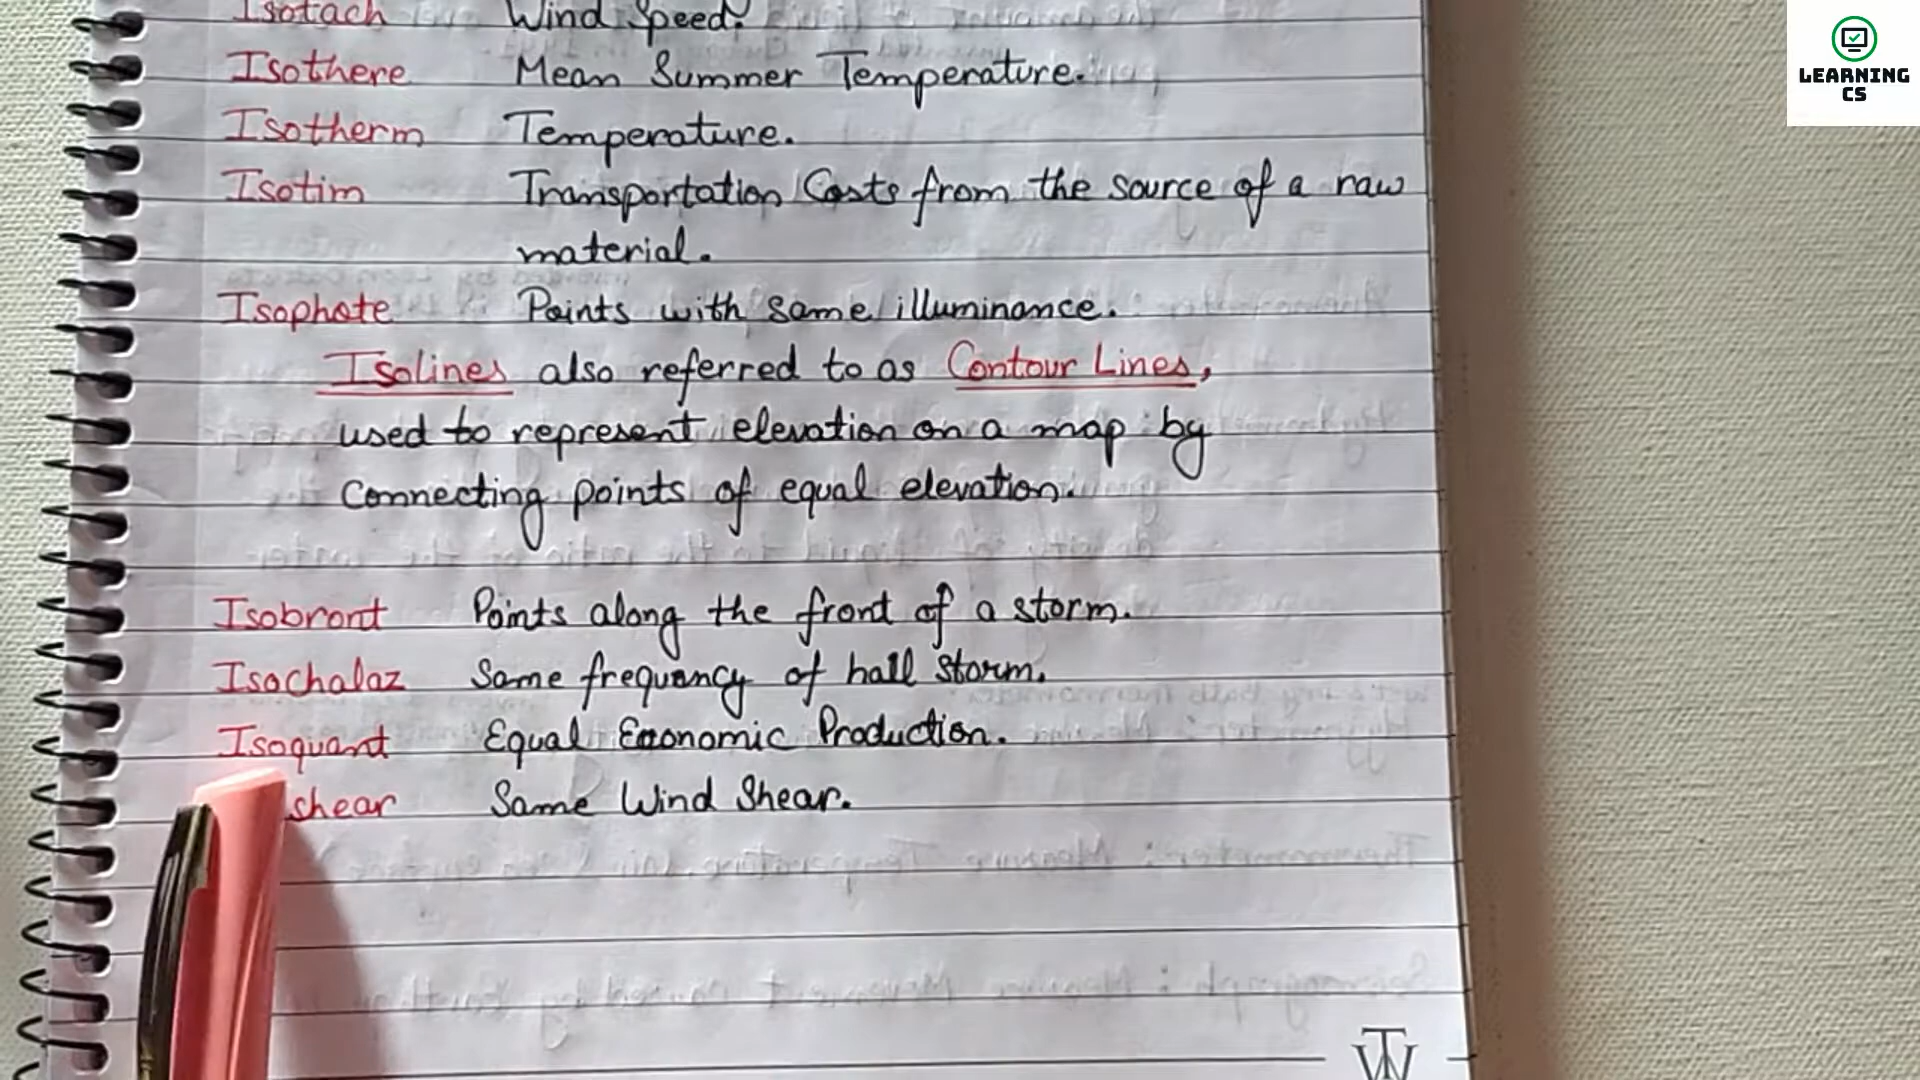 LEARNING
CS
Isotach Wind Speed.
Isothere Mean Summer Temperature.
Isotherm Temperature.
Isotim Transportation Costs from the source of a raw
material.
Isophote Points with same illuminance.
Isolines also referred to as Contour Lines,
used to represent elevation on a map by
Connecting points of equal elevation.
Isobront Points along the front of a storm.
Isochalaz Same frequency of hail storm.
Isoquant Equal Economic Production.
shear Same Wind Shear.